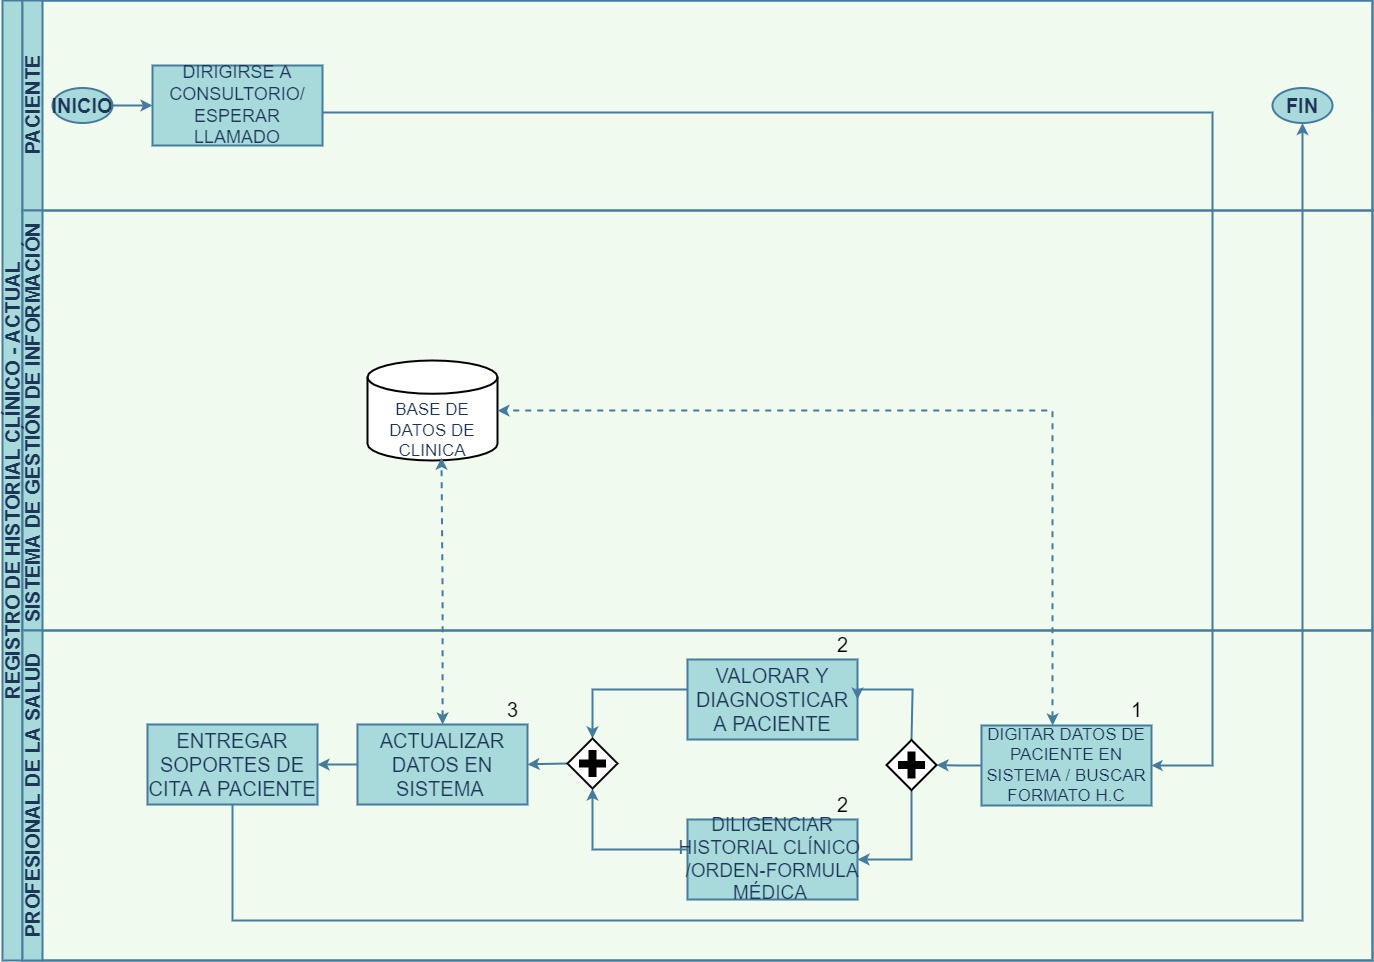 REGISTRO DE HISTORIAL CLÍNICO - ACTUAL
PACIENTE
INICIO
DIRIGIRSE A
CONSULTORIO/
ESPERAR
LLAMADO
FIN
SISTEMA DE GESTIÓN DE INFORMACIÓN
BASE DE
DATOS DE
CLINICA
PROFESIONAL DE LA SALUD
1
DIGITAR DATOS DE
PACIENTE EN
SISTEMA / BUSCAR
FORMATO H.C
2
VALORAR Y
DIAGNOSTICAR
A PACIENTE
2
DILIGENCIAR
HISTORIAL CLÍNICO
/ORDEN-FORMULA
MÉDICA
3
ACTUALIZAR
DATOS EN
SISTEMA
ENTREGAR
SOPORTES DE
CITA A PACIENTE